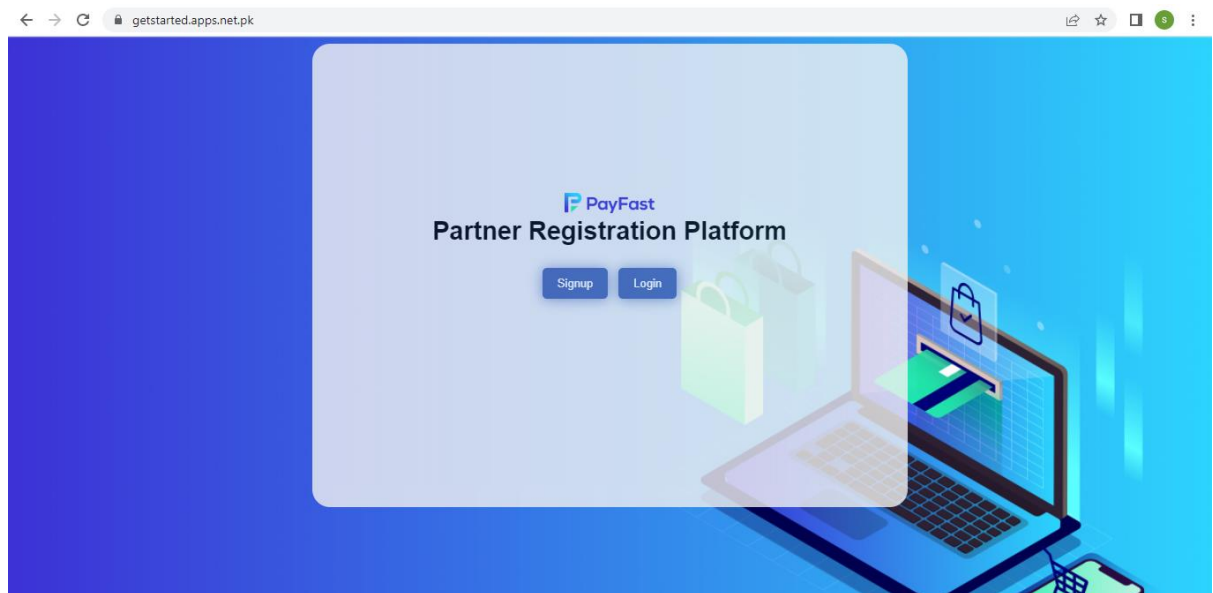 getstarted.apps.net.pk
S
PayFast
Partner Registration Platform
Signup
Login